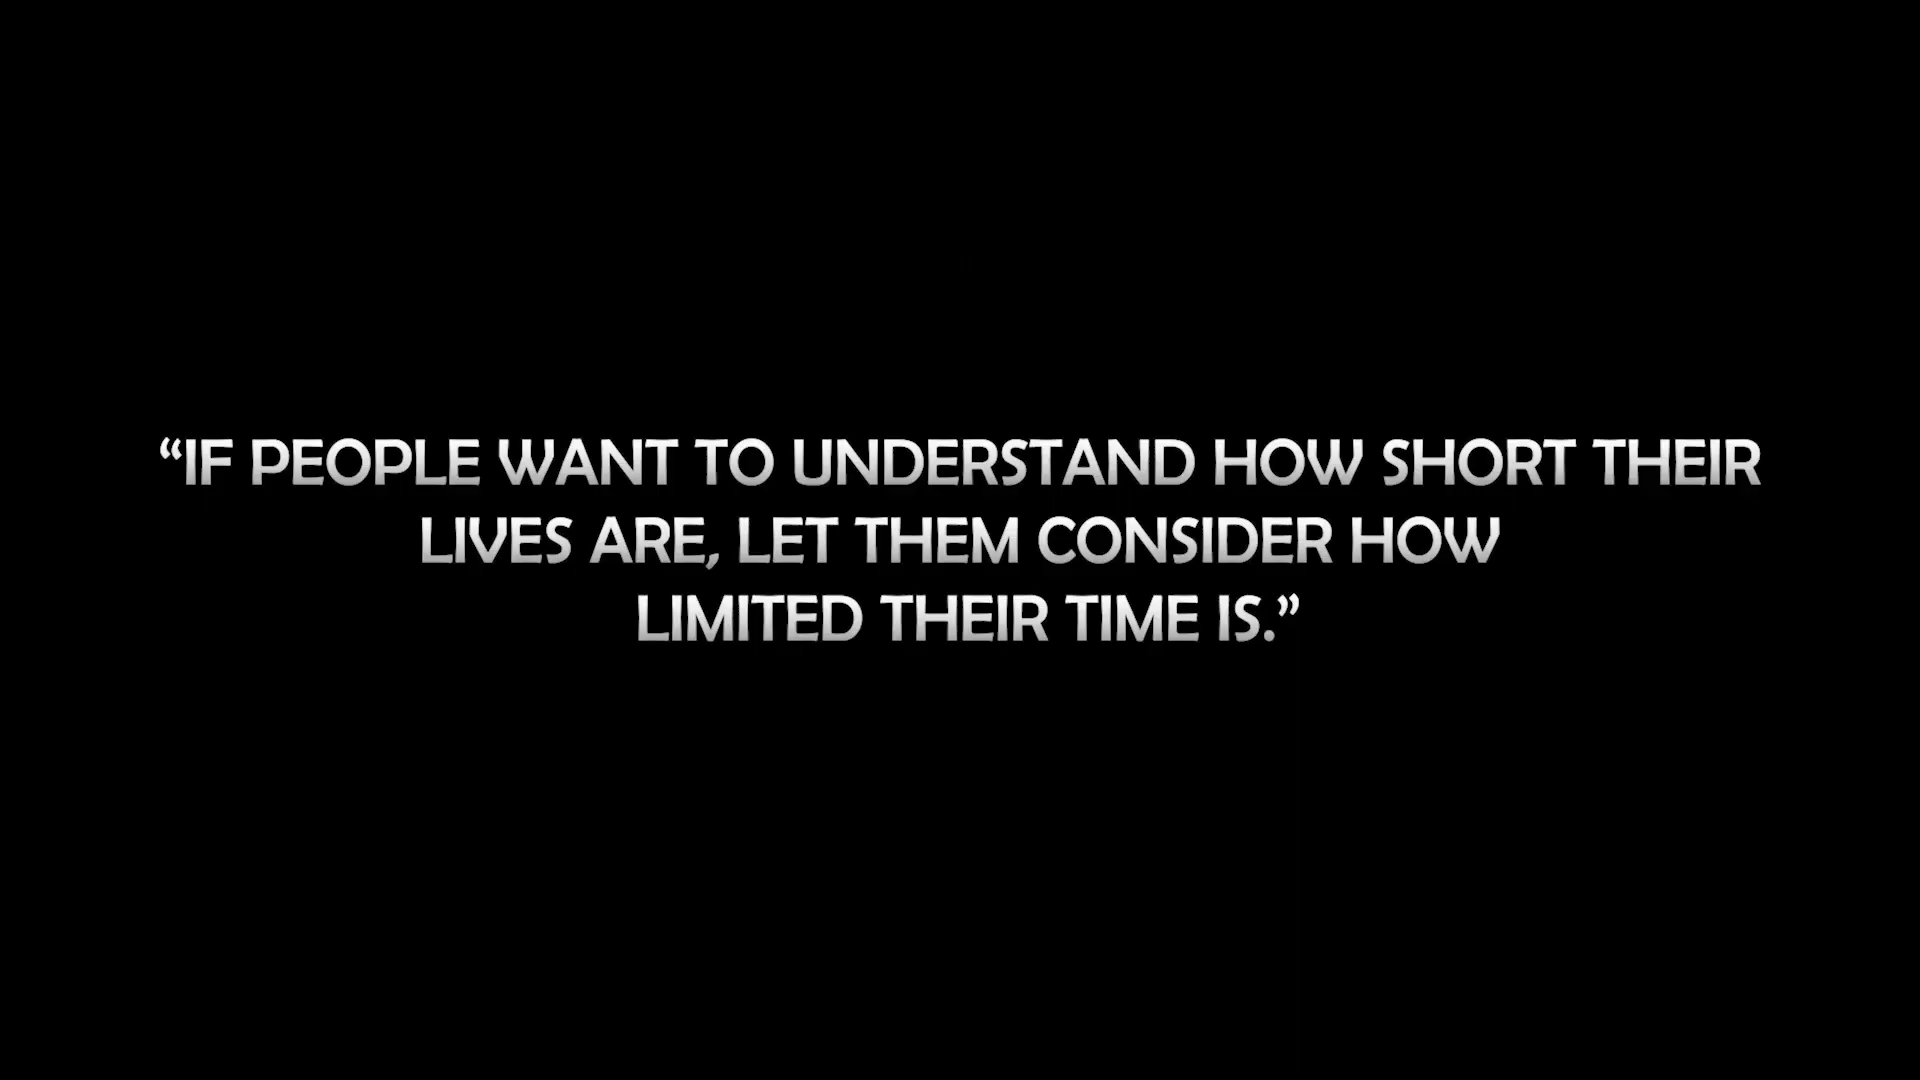 “IF PEOPLE WANT TO UNDERSTAND HOW SHORT THEIR
LIVES ARE, LET THEM CONSIDER HOW
LIMITED THEIR TIME IS.”